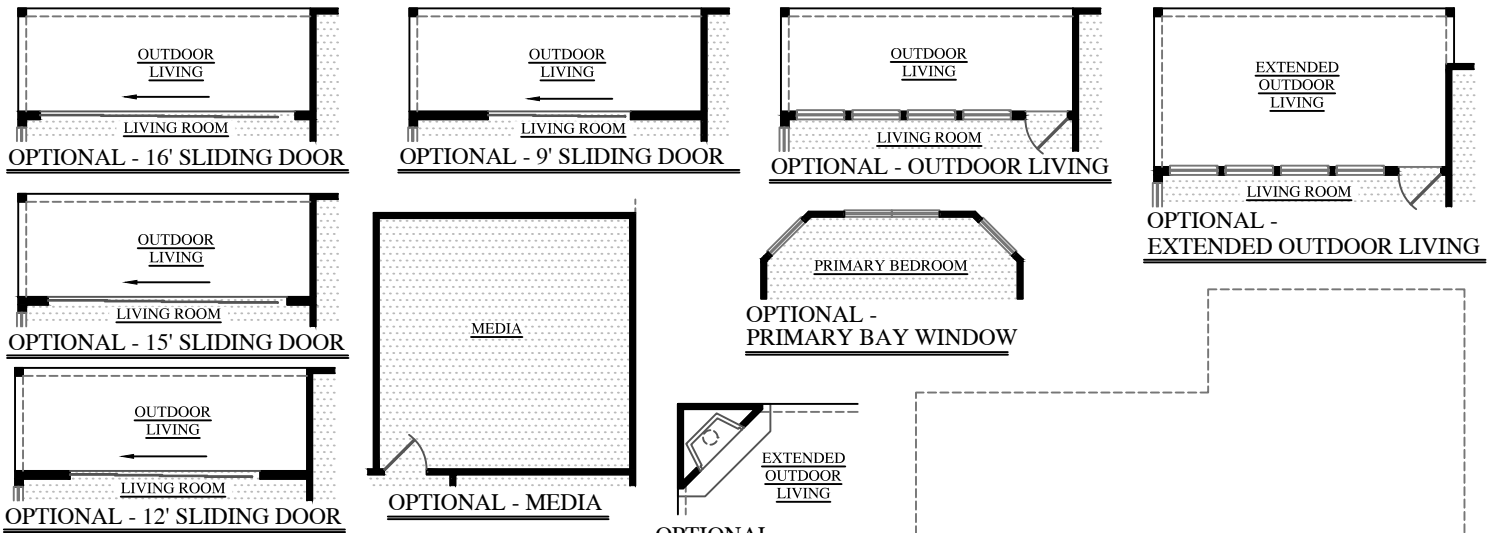 OUTDOOR
LIVING
LIVING ROOM
OPTIONAL - 16' SLIDING DOOR
OUTDOOR
LIVING
LIVING ROOM
OPTIONAL - 9' SLIDING DOOR
OUTDOOR
LIVING
LIVING ROOM
OPTIONAL - OUTDOOR LIVING
EXTENDED
OUTDOOR
LIVING
LIVING ROOM
OPTIONAL -
EXTENDED OUTDOOR LIVING
OUTDOOR
LIVING
LIVING ROOM
OPTIONAL - 15' SLIDING DOOR
MEDIA
OPTIONAL - MEDIA
PRIMARY BEDROOM
OPTIONAL -
PRIMARY BAY WINDOW
OUTDOOR
LIVING
LIVING ROOM
OPTIONAL - 12' SLIDING DOOR
EXTENDED
OUTDOOR
LIVING
OPTIONAL